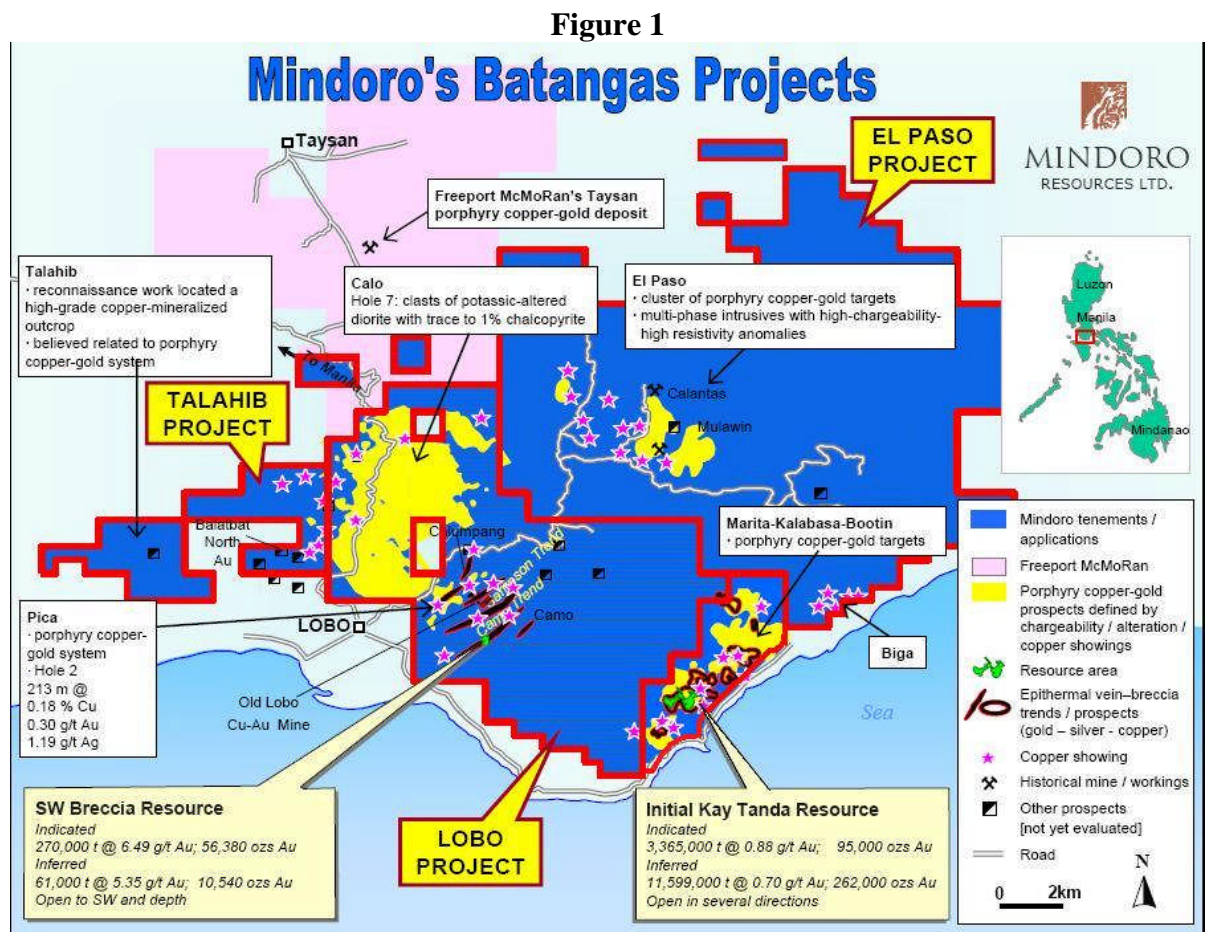 Figure 1
Mindoro's Batangas Projects
MINDORO
RESOURCES LTD.
Taysan
EL PASO
PROJECT
Freeport McMoRan's Taysan
porphyry copper-gold deposit
Talahib
· reconnaissance work located a
high-grade copper-mineralized
outcrop
· believed related to porphyry
copper-gold system
Calo
Hole 7: clasts of potassic-altered
diorite with trace to 1% chalcopyrite
El Paso
· cluster of porphyry copper-gold targets
· multi-phase intrusives with high-chargeability-
high resistivity anomalies
Luzon
Manila
Mindanao
To Manila
TALAHIB
PROJECT
Calantas
Mulawin
Balatbat
North
Au
Calumpang
Camo Trend
Camo
Marita-Kalabasa-Bootin
· porphyry copper-gold targets
Biga
LOBO
Pica
· porphyry copper-
gold system
· Hole 2
213 m @
0.18 % Cu
0.30 g/t Au
1.19 g/t Ag
Old Lobo
Cu-Au Mine
Sea
SW Breccia Resource
Indicated
270,000 t @ 6.49 g/t Au; 56,380 ozs Au
Inferred
61,000 t @ 5.35 g/t Au; 10,540 ozs Au
Open to SW and depth
LOBO
PROJECT
Initial Kay Tanda Resource
Indicated
3,365,000 t @ 0.88 g/t Au; 95,000 ozs Au
Inferred
11,599,000 t @ 0.70 g/t Au; 262,000 ozs Au
Open in several directions
Mindoro tenements /
applications
Freeport McMoRan
Porphyry copper-gold
prospects defined by
chargeability / alteration /
copper showings
Resource area
Epithermal vein–breccia
trends / prospects
(gold – silver - copper)
Copper showing
Historical mine / workings
Other prospects
[not yet evaluated]
Road
N
0 2km